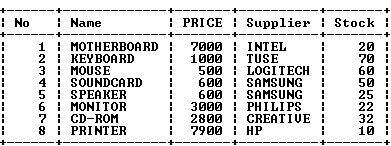 No | Name | PRICE | Supplier | Stock
1 | MOTHERBOARD | 7000 | INTEL | 20
2 | KEYBOARD | 1000 | TUSE | 70
3 | MOUSE | 500 | LOGITECH | 60
4 | SOUNDCARD | 600 | SAMSUNG | 50
5 | SPEAKER | 600 | SAMSUNG | 25
6 | MONITOR | 3000 | PHILIPS | 22
7 | CD-ROM | 2800 | CREATIVE | 32
8 | PRINTER | 7900 | HP | 10